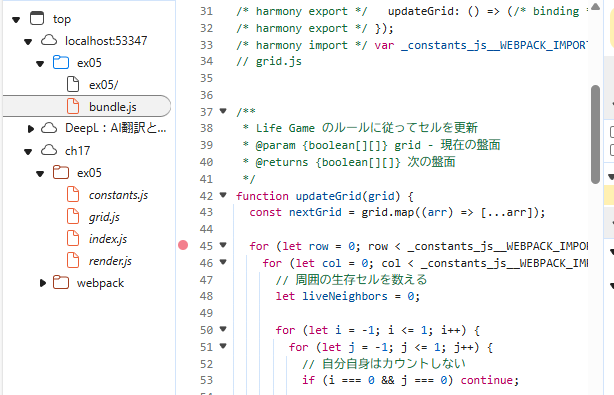 top
localhost:53347
ex05
ex05/
bundle.js
DeepL：AI翻訳と...
ch17
ex05
constants.js
grid.js
index.js
render.js
webpack
31 /* harmony export */   updateGrid: () => (/* binding *
32 /* harmony export */ });
33 /* harmony import */ var _constants_js__WEBPACK_IMPORT
34 // grid.js
35
36
37 /**
38  * Life Game のルールに従ってセルを更新
39  * @param {boolean[][]} grid - 現在の盤面
40  * @returns {boolean[][]} 次の盤面
41  */
42 function updateGrid(grid) {
43   const nextGrid = grid.map((arr) => [...arr]);
44
45   for (let row = 0; row < _constants_js__WEBPACK_IMPOR
46     for (let col = 0; col < _constants_js__WEBPACK_IM
47       // 周囲の生存セルを数える
48       let liveNeighbors = 0;
49
50       for (let i = -1; i <= 1; i++) {
51         for (let j = -1; j <= 1; j++) {
52           // 自分自身はカウントしない
53           if (i === 0 && j === 0) continue;